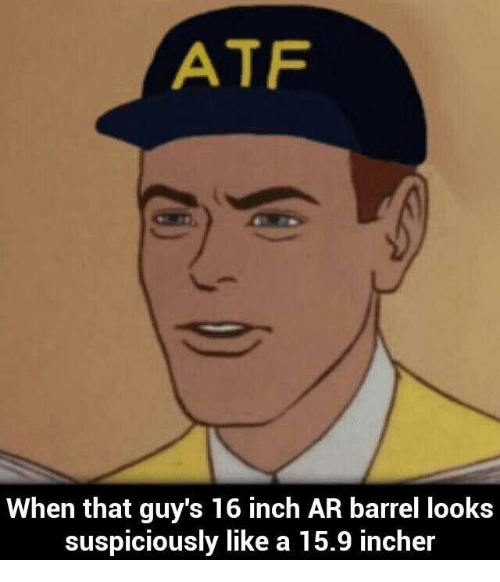 ATF
When that guy's 16 inch AR barrel looks
suspiciously like a 15.9 incher